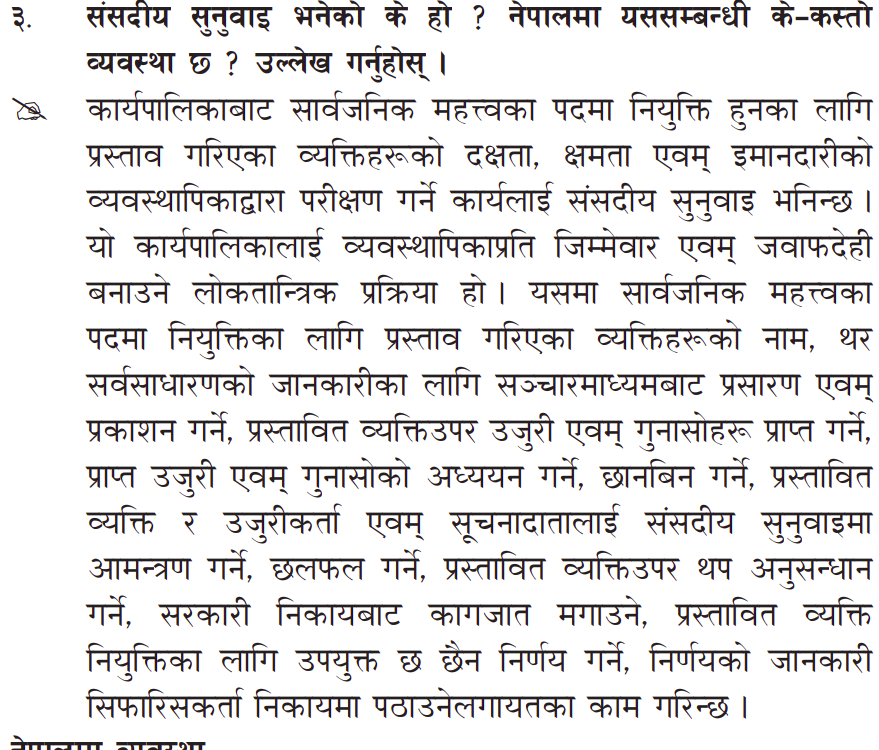 ३. संसदीय सुनुवाइ भनेको के हो ? नेपालमा यससम्बन्धी के–कस्तो
व्यवस्था छ ? उल्लेख गर्नुहोस् ।
कार्यपालिकाबाट सार्वजनिक महत्त्वका पदमा नियुक्ति हुनका लागि
प्रस्ताव गरिएका व्यक्तिहरूको दक्षता, क्षमता एवम् इमानदारीको
व्यवस्थापिकाद्वारा परीक्षण गर्ने कार्यलाई संसदीय सुनुवाइ भनिन्छ ।
यो कार्यपालिकालाई व्यवस्थापिकाप्रति जिम्मेवार एवम् जवाफदेही
बनाउने लोकतान्त्रिक प्रक्रिया हो । यसमा सार्वजनिक महत्त्वका
पदमा नियुक्तिका लागि प्रस्ताव गरिएका व्यक्तिहरूको नाम, थर
सर्वसाधारणको जानकारीका लागि सञ्चारमाध्यमबाट प्रसारण एवम्
प्रकाशन गर्ने, प्रस्तावित व्यक्तिउपर उजुरी एवम् गुनासोहरू प्राप्त गर्ने,
प्राप्त उजुरी एवम् गुनासोको अध्ययन गर्ने, छानबिन गर्ने, प्रस्तावित
व्यक्ति र उजुरीकर्ता एवम् सूचनादातालाई संसदीय सुनुवाइमा
आमन्त्रण गर्ने, छलफल गर्ने, प्रस्तावित व्यक्तिउपर थप अनुसन्धान
गर्ने, सरकारी निकायबाट कागजात मगाउने, प्रस्तावित व्यक्ति
नियुक्तिका लागि उपयुक्त छ छैन निर्णय गर्ने, निर्णयको जानकारी
सिफारिसकर्ता निकायमा पठाउनेलगायतका काम गरिन्छ ।
नेपालमा व्यवस्था